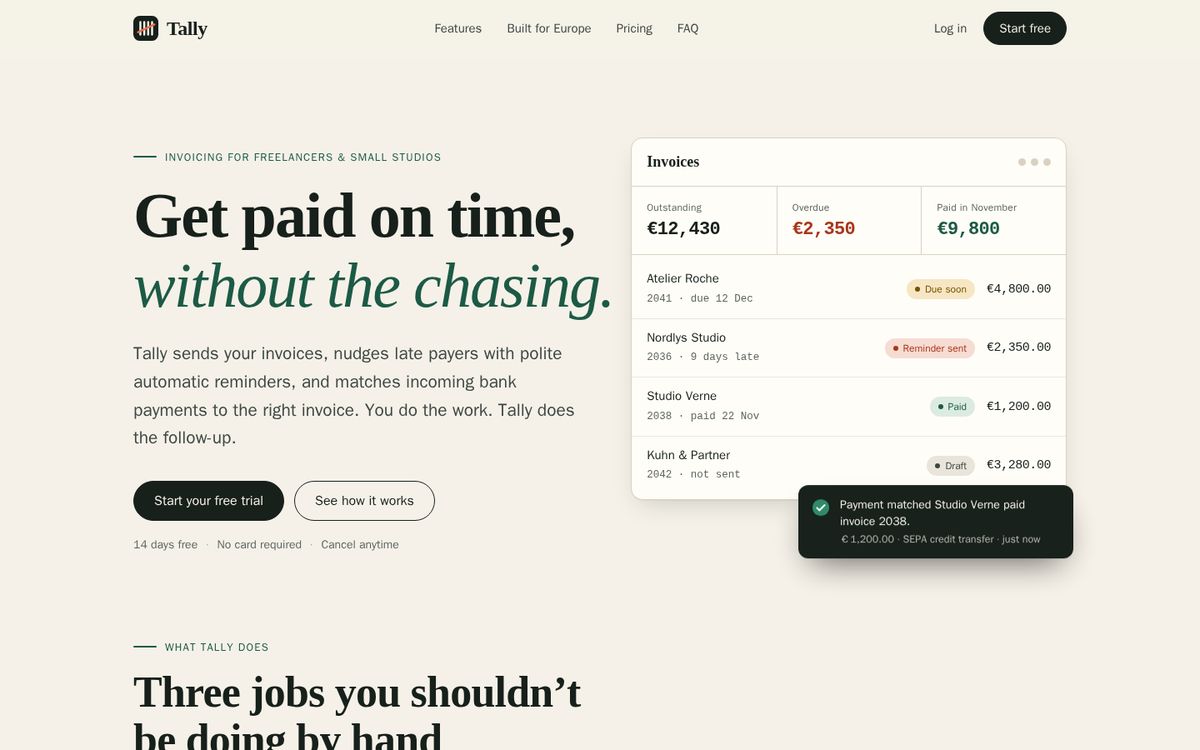 Tally
Features
Built for Europe
Pricing
FAQ
Log in
Start free
INVOICING FOR FREELANCERS & SMALL STUDIOS
Get paid on time,
without the chasing.
Tally sends your invoices, nudges late payers with polite
automatic reminders, and matches incoming bank
payments to the right invoice. You do the work. Tally does
the follow-up.
Start your free trial
See how it works
14 days free · No card required · Cancel anytime
Invoices
Outstanding
€12,430
Overdue
€2,350
Paid in November
€9,800
Atelier Roche
2041 · due 12 Dec
Due soon
€4,800.00
Nordlys Studio
2036 · 9 days late
Reminder sent
€2,350.00
Studio Verne
2038 · paid 22 Nov
Paid
€1,200.00
Kuhn & Partner
2042 · not sent
Draft
€3,280.00
Payment matched Studio Verne paid
invoice 2038.
€ 1,200.00 · SEPA credit transfer · just now
WHAT TALLY DOES
Three jobs you shouldn’t
be doing by hand